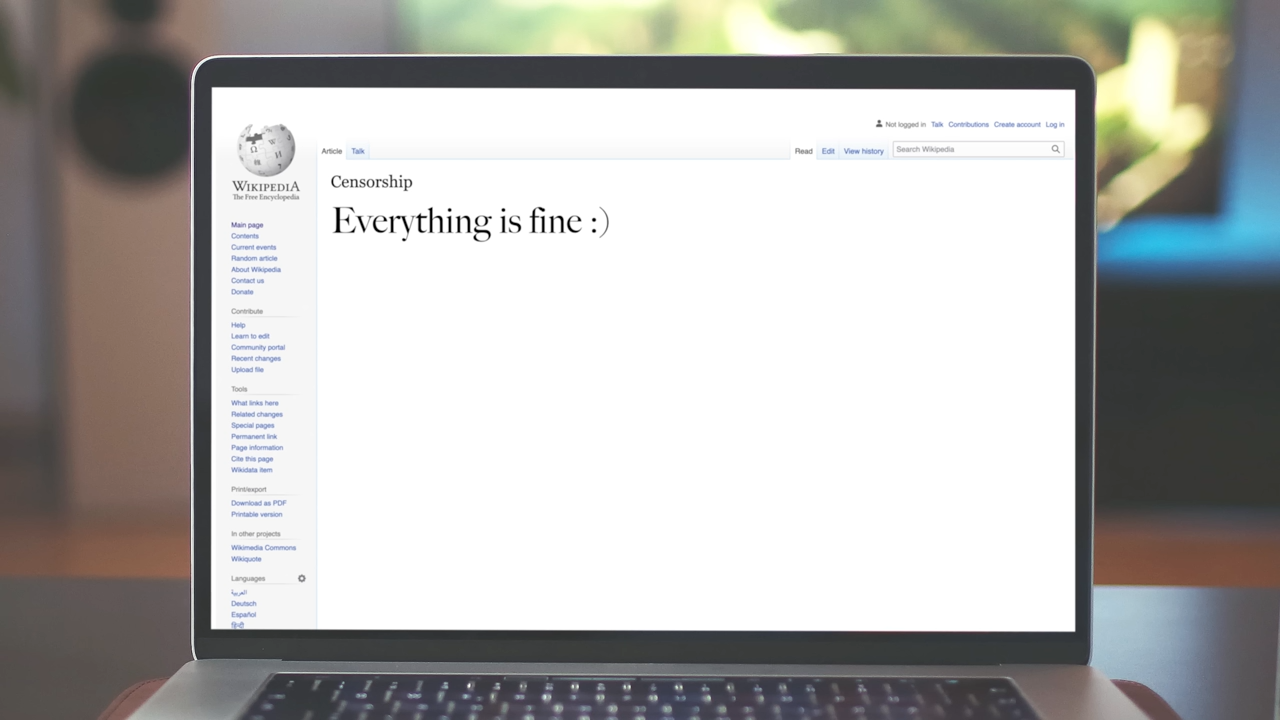 Not logged in Talk Contributions Create account Log in
Article Talk Read Edit View history Search Wikipedia
WIKIPEDIA
The Free Encyclopedia
Censorship
Everything is fine :)
Main page
Contents
Current events
Random article
About Wikipedia
Contact us
Donate
Contribute
Help
Learn to edit
Community portal
Recent changes
Upload file
Tools
What links here
Related changes
Special pages
Permanent link
Page information
Cite this page
Wikidata item
Print/export
Download as PDF
Printable version
In other projects
Wikimedia Commons
Wikiquote
Languages
العربية
Deutsch
Español
हिन्दी